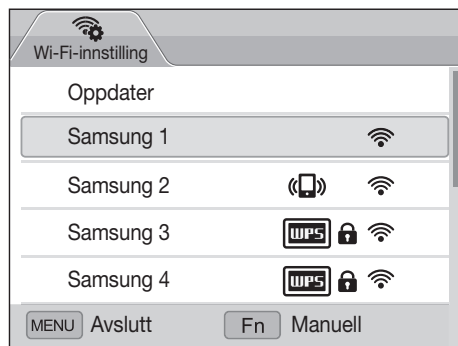 Wi-Fi-innstilling
Oppdater
Samsung 1
Samsung 2
Samsung 3 WPS
Samsung 4 WPS
MENU Avslutt Fn Manuell